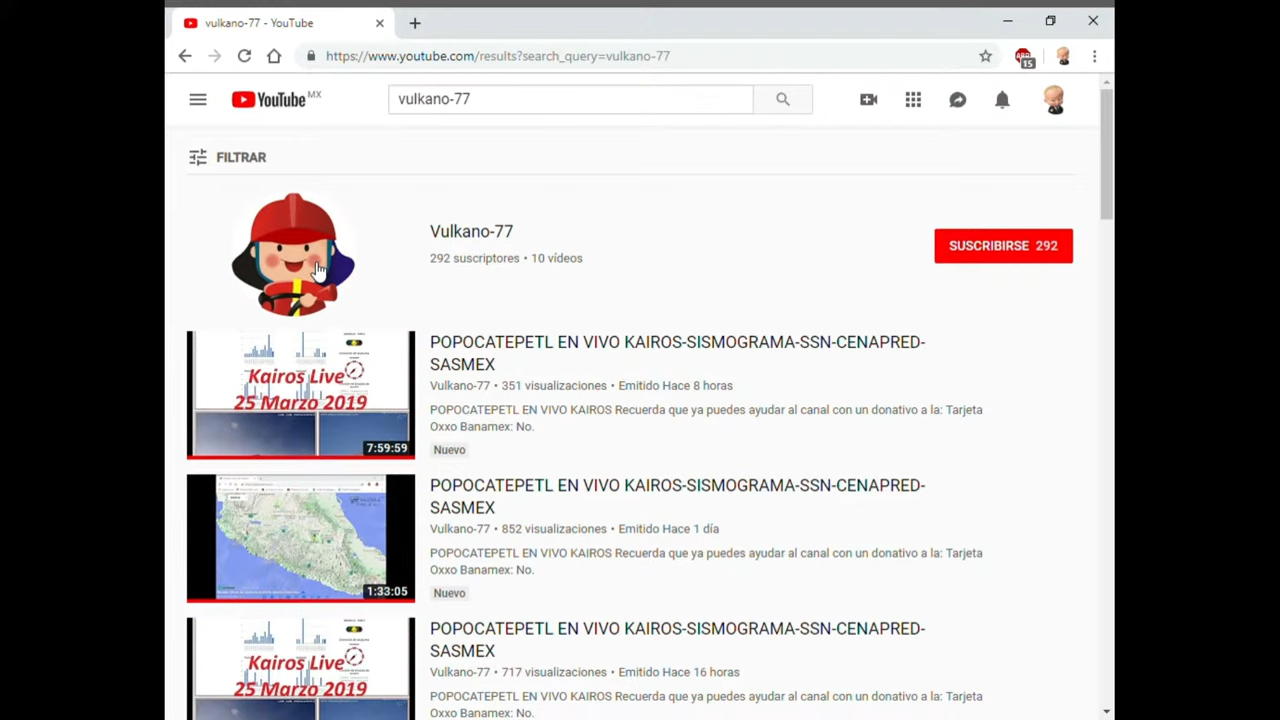 vulkano-77 - YouTube
https://www.youtube.com/results?search_query=vulkano-77
ABP
15
YouTube MX
vulkano-77
FILTRAR
Vulkano-77
292 suscriptores • 10 vídeos
SUSCRIBIRSE 292
Kairos Live
25 Marzo 2019
7:59:59
POPOCATEPETL EN VIVO KAIROS-SISMOGRAMA-SSN-CENAPRED-
SASMEX
Vulkano-77 • 351 visualizaciones • Emitido Hace 8 horas
POPOCATEPETL EN VIVO KAIROS Recuerda que ya puedes ayudar al canal con un donativo a la: Tarjeta
Oxxo Banamex: No.
Nuevo
1:33:05
POPOCATEPETL EN VIVO KAIROS-SISMOGRAMA-SSN-CENAPRED-
SASMEX
Vulkano-77 • 852 visualizaciones • Emitido Hace 1 día
POPOCATEPETL EN VIVO KAIROS Recuerda que ya puedes ayudar al canal con un donativo a la: Tarjeta
Oxxo Banamex: No.
Nuevo
Kairos Live
25 Marzo 2019
POPOCATEPETL EN VIVO KAIROS-SISMOGRAMA-SSN-CENAPRED-
SASMEX
Vulkano-77 • 717 visualizaciones • Emitido Hace 16 horas
POPOCATEPETL EN VIVO KAIROS Recuerda que ya puedes ayudar al canal con un donativo a la: Tarjeta
Oxxo Banamex: No.